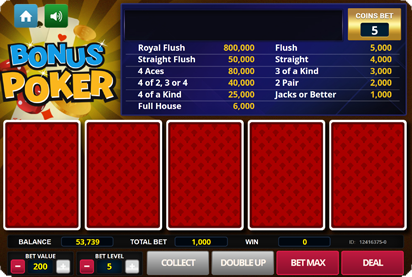 COINS BET
5
BONUS
POKER
Royal Flush 800,000 Flush 5,000
Straight Flush 50,000 Straight 4,000
4 Aces 80,000 3 of a Kind 3,000
4 of 2, 3 or 4 40,000 2 Pair 2,000
4 of a Kind 25,000 Jacks or Better 1,000
Full House 6,000
BALANCE 53,739 TOTAL BET 1,000 WIN 0 ID: 12416375-0
BET VALUE BET LEVEL
− 200 + − 5 + COLLECT DOUBLE UP BET MAX DEAL